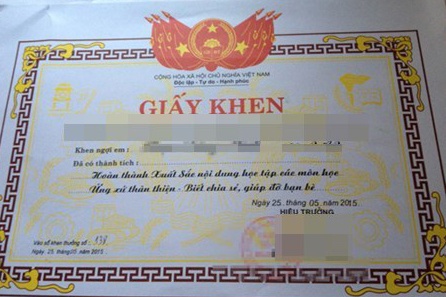 CỘNG HÒA XÃ HỘI CHỦ NGHĨA VIỆT NAM
Độc lập - Tự do - Hạnh phúc
GIẤY KHEN
Khen ngợi em :
Đã có thành tích :
Hoàn thành Xuất Sắc nội dung học tập các môn học
Ứng xử thân thiện - Biết chia sẻ, giúp đỡ bạn bè
Ngày 25 tháng 05 năm 2015
HIỆU TRƯỞNG
Vào sổ khen thưởng số :
Ngày 25 tháng 05 năm 2015